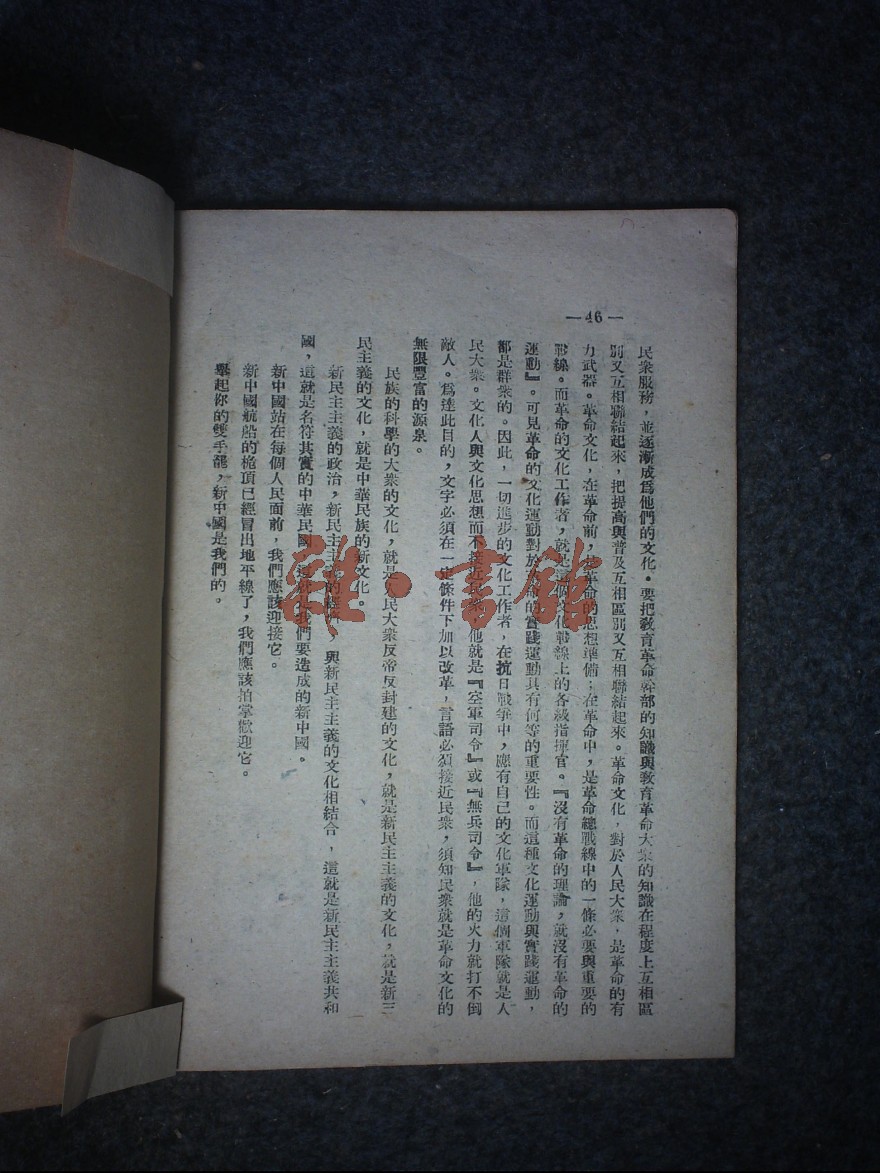 —46—
民衆服務，並逐漸成爲他們的文化。要把教育革命幹部的知識與教育革命大衆的知識在程度上互相區
別又互相聯結起來，把提高與普及互相區別又互相聯結起來。革命文化，對於人民大衆，是革命的有
力武器。革命文化，在革命前，是革命的思想準備；在革命中，是革命總戰線中的一條必要與重要的
戰線。而革命的文化工作者，就是這個文化戰線上的各級指揮官。『沒有革命的理論，就沒有革命的
運動』。可見革命的文化運動對於革命的實踐運動具有何等的重要性。而這種文化運動與實踐運動，
都是群衆的。因此，一切進步的文化工作者，在抗日戰爭中，應有自己的文化軍隊，這個軍隊就是人
民大衆。文化人與文化思想而不接近民衆，他就是『空軍司令』或『無兵司令』，他的火力就打不倒
敵人。爲達此目的，文字必須在一定條件下加以改革，言語必須接近民衆，須知民衆就是革命文化的
無限豐富的源泉。
民族的科學的大衆的文化，就是人民大衆反帝反封建的文化，就是新民主主義的文化，就是新三
民主義的文化，就是中華民族的新文化。
新民主主義的政治，新民主主義的經濟，與新民主主義的文化相結合，這就是新民主主義共和
國，這就是名符其實的中華民國，這就是我們要造成的新中國。
新中國站在每個人民面前，我們應該迎接它。
新中國航船的桅頂已經冒出地平線了，我們應該拍掌歡迎它。
舉起你的雙手罷，新中國是我們的。
雜·書館